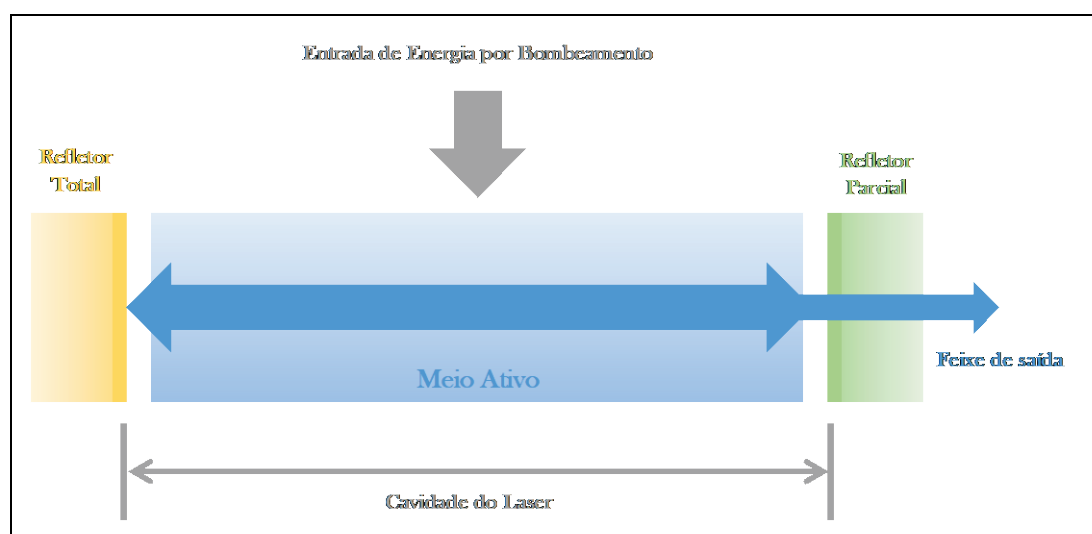 Entrada de Energia por Bombeamento
Refletor
Total
Refletor
Parcial
Feixe de saída
Meio Ativo
Cavidade do Laser